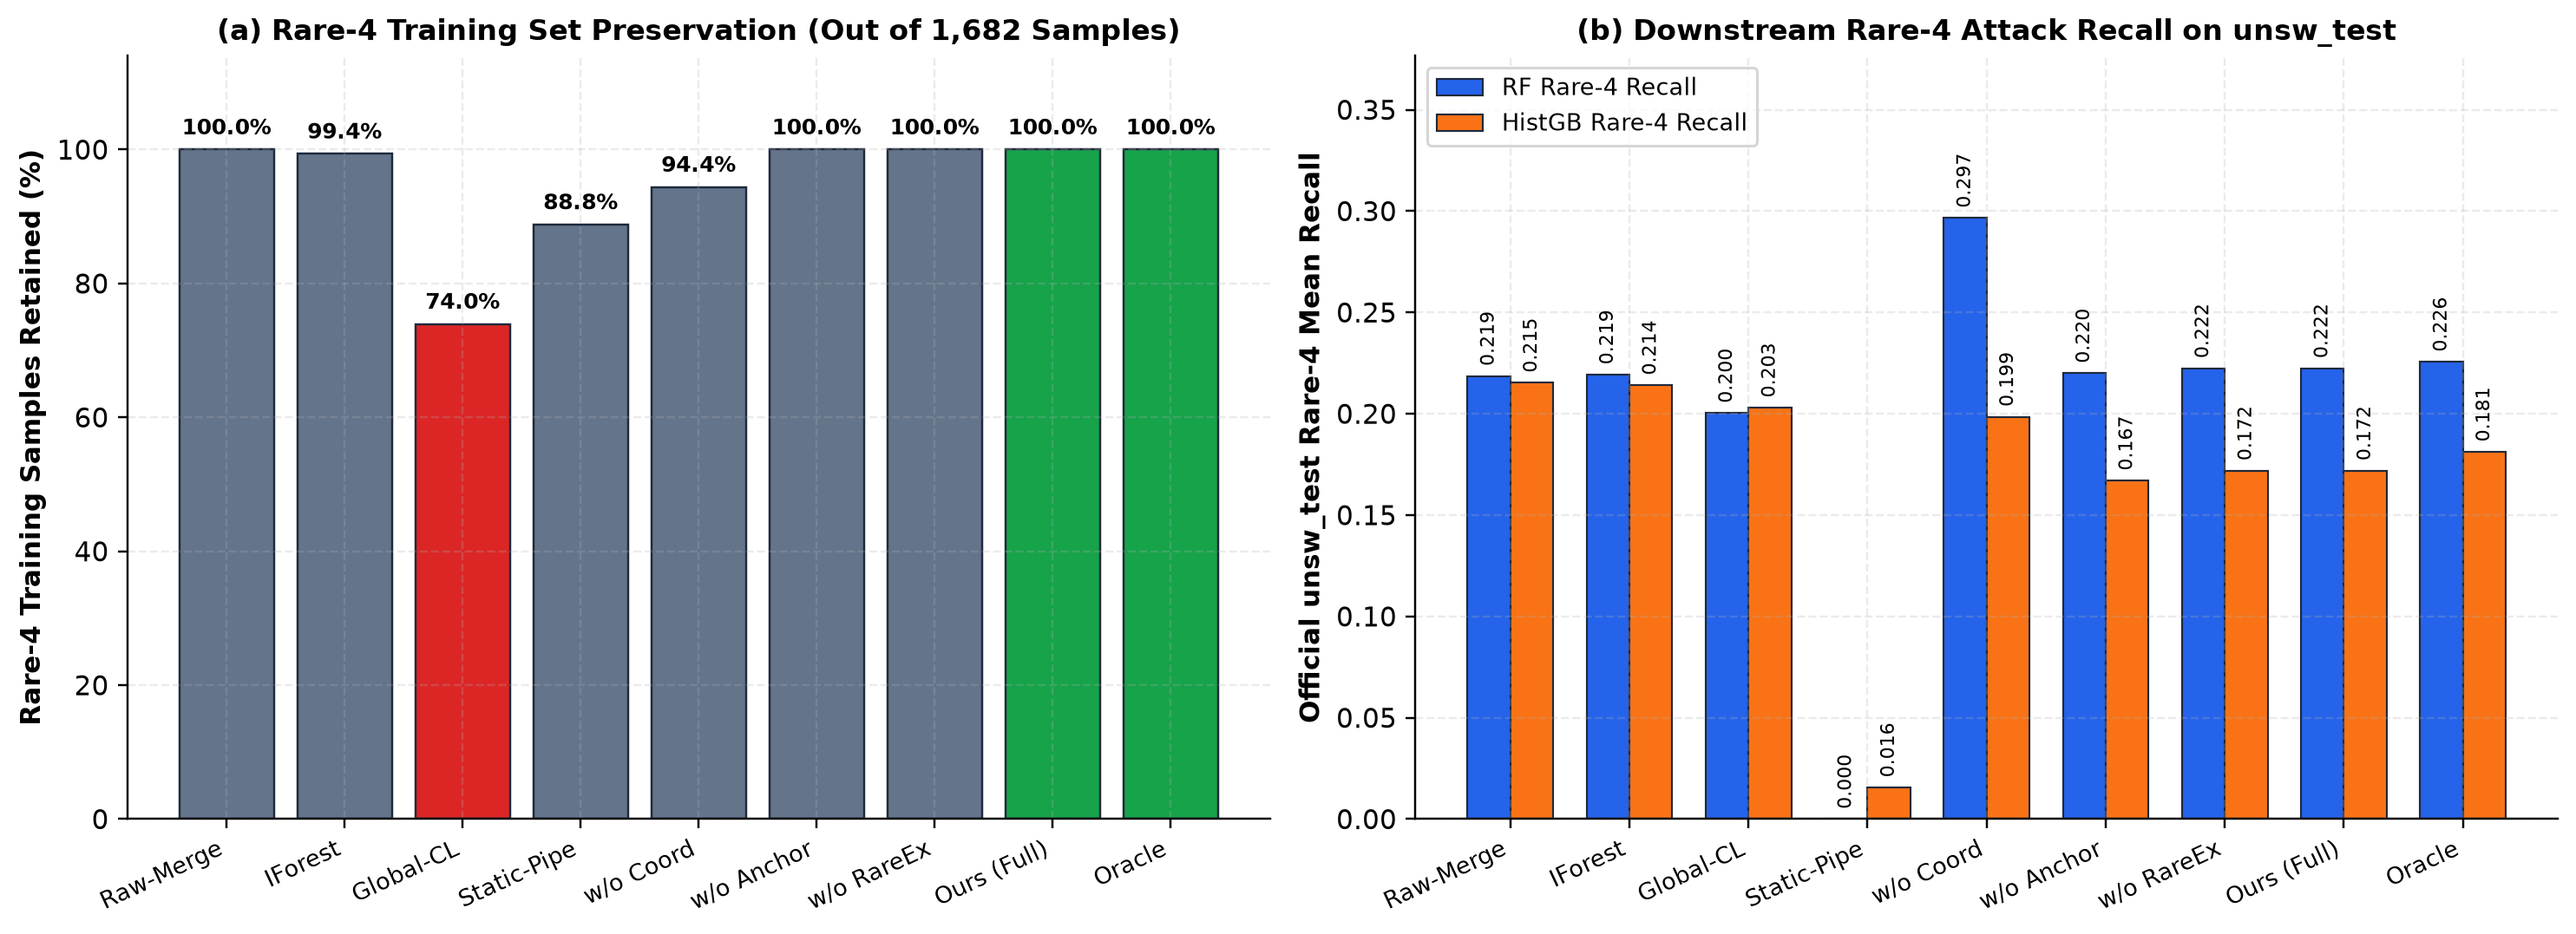 (a) Rare-4 Training Set Preservation (Out of 1,682 Samples)
Rare-4 Training Samples Retained (%)
100
80
60
40
20
0
100.0%
99.4%
74.0%
88.8%
94.4%
100.0%
100.0%
100.0%
100.0%
Raw-Merge
IForest
Global-CL
Static-Pipe
w/o Coord
w/o Anchor
w/o RareEx
Ours (Full)
Oracle
(b) Downstream Rare-4 Attack Recall on unsw_test
RF Rare-4 Recall
HistGB Rare-4 Recall
Official unsw_test Rare-4 Mean Recall
0.35
0.30
0.25
0.20
0.15
0.10
0.05
0.00
0.219
0.215
0.219
0.214
0.200
0.203
0.000
0.016
0.297
0.199
0.220
0.167
0.222
0.172
0.222
0.172
0.226
0.181
Raw-Merge
IForest
Global-CL
Static-Pipe
w/o Coord
w/o Anchor
w/o RareEx
Ours (Full)
Oracle